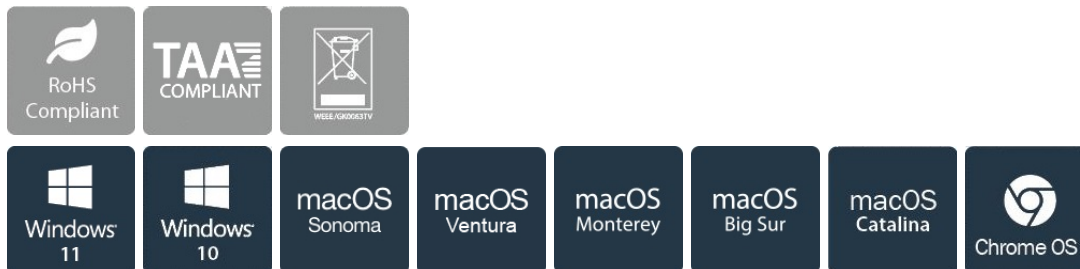 RoHS
Compliant
TAA
COMPLIANT
WEEE/GK0083TV
Windows
11
Windows
10
macOS
Sonoma
macOS
Ventura
macOS
Monterey
macOS
Big Sur
macOS
Catalina
Chrome OS